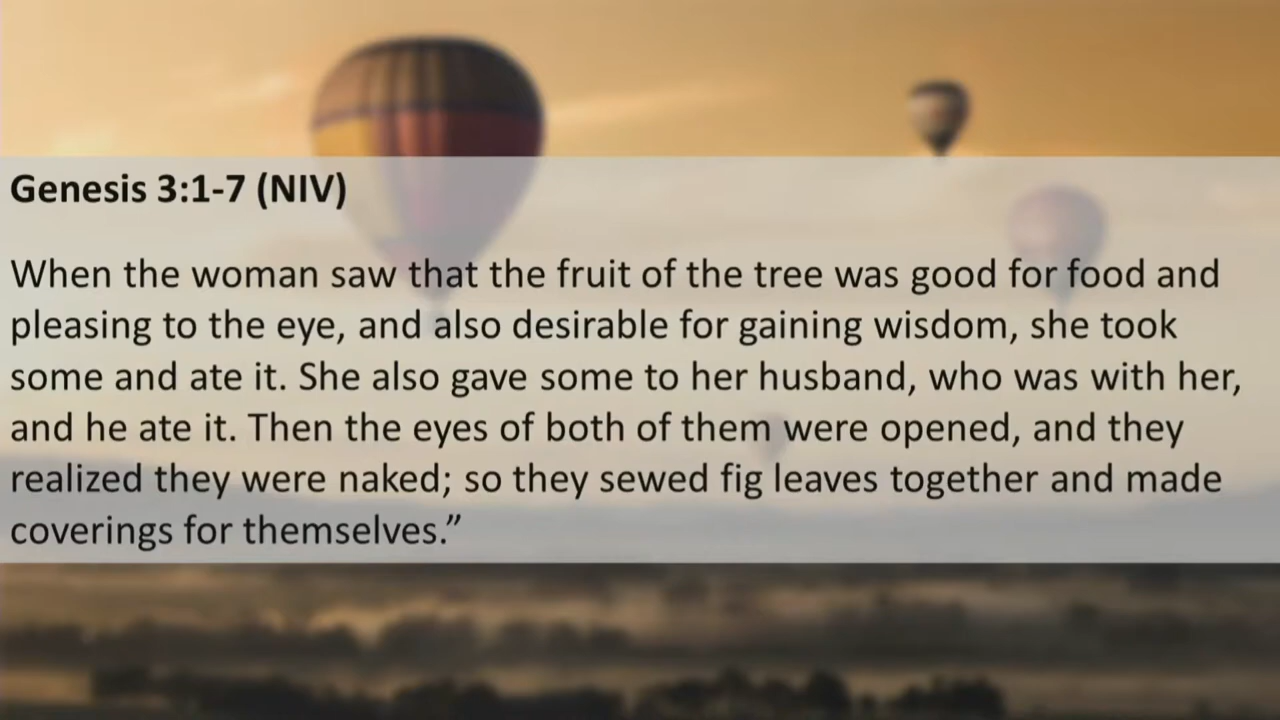 Genesis 3:1-7 (NIV)
When the woman saw that the fruit of the tree was good for food and
pleasing to the eye, and also desirable for gaining wisdom, she took
some and ate it. She also gave some to her husband, who was with her,
and he ate it. Then the eyes of both of them were opened, and they
realized they were naked; so they sewed fig leaves together and made
coverings for themselves.”